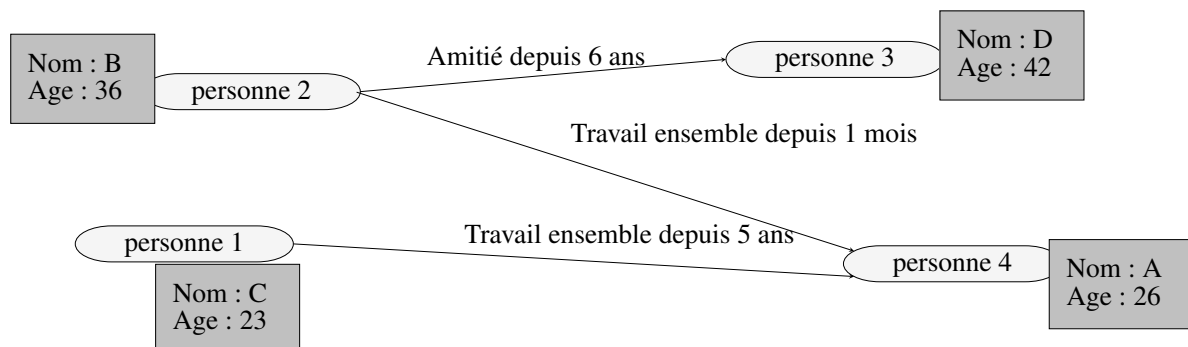 Nom : B
Age : 36
personne 2
Amitié depuis 6 ans
personne 3
Nom : D
Age : 42
Travail ensemble depuis 1 mois
personne 1
Nom : C
Age : 23
Travail ensemble depuis 5 ans
personne 4
Nom : A
Age : 26